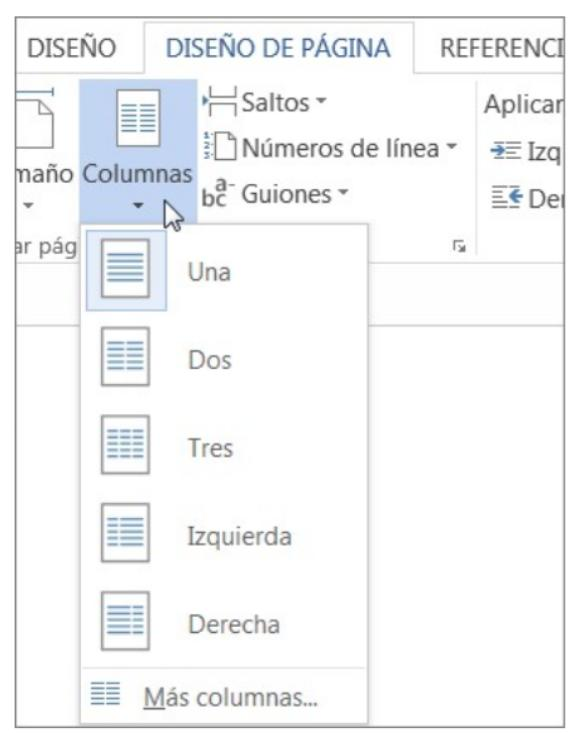 DISEÑO DISEÑO DE PÁGINA REFERENCI
Saltos
Aplicar
Números de línea
Izq
maño Columnas
Guiones
Der
ar pág
Una
Dos
Tres
Izquierda
Derecha
Más columnas...